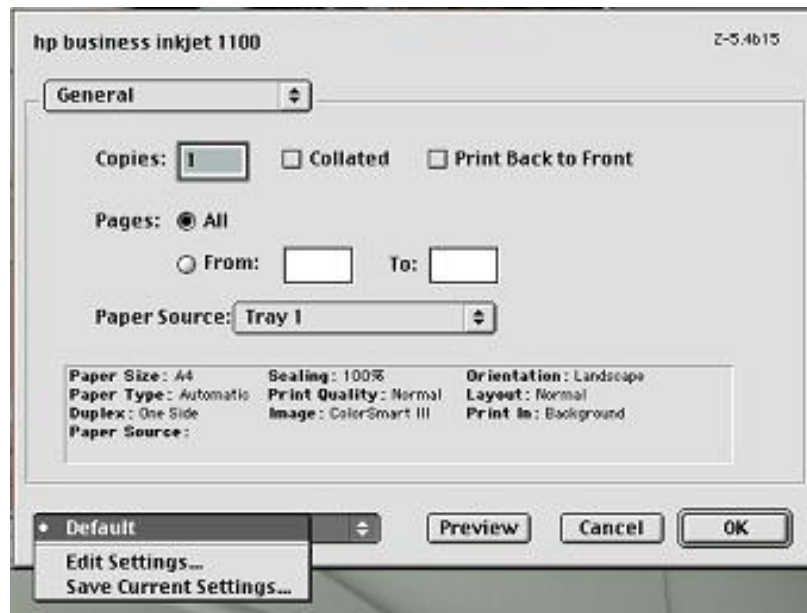 hp business inkjet 1100
Z-5.4b15
General
Copies: 1 Collated Print Back to Front
Pages: All
From: To:
Paper Source: Tray 1
Paper Size: A4 Scaling: 100% Orientation: Landscape
Paper Type: Automatic Print Quality: Normal Layout: Normal
Duplex: One Side Image: ColorSmart III Print In: Background
Paper Source:
• Default Preview Cancel OK
Edit Settings...
Save Current Settings...